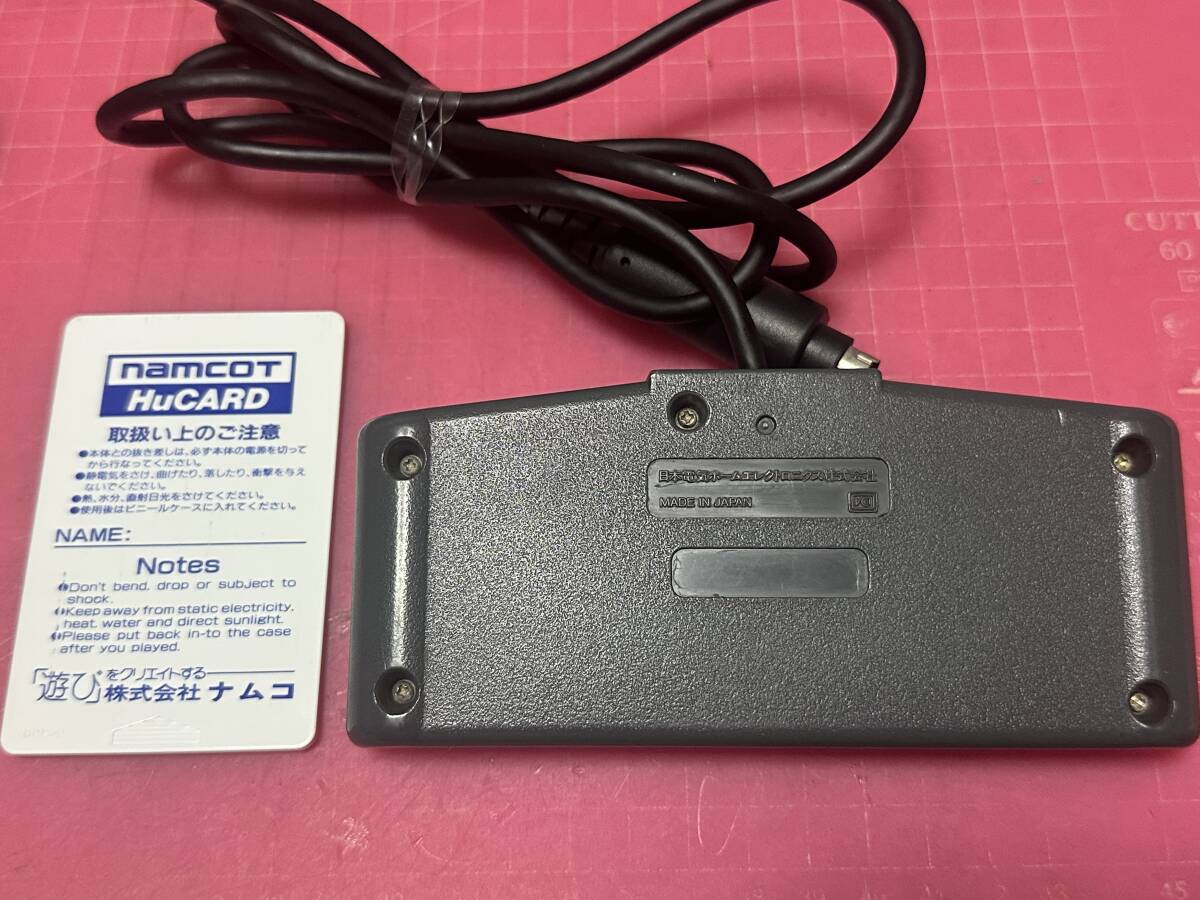 namcoT
HuCARD
取扱い上のご注意
●本体との抜き差しは、必ず本体の電源を切って
から行なってください。
●静電気をさけ、曲げたり、落したり、衝撃を与え
ないでください。
●熱、水分、直射日光をさけてください。
●使用後はビニールケースに入れてください。
NAME:
Notes
Don't bend, drop or subject to
shock.
Keep away from static electricity,
heat, water and direct sunlight.
Please put back in-to the case
after you played.
「遊び」をクリエイトする
株式会社 ナムコ
日本電気ホームエレクトロニクス株式会社
MADE IN JAPAN
CUTT
60
45